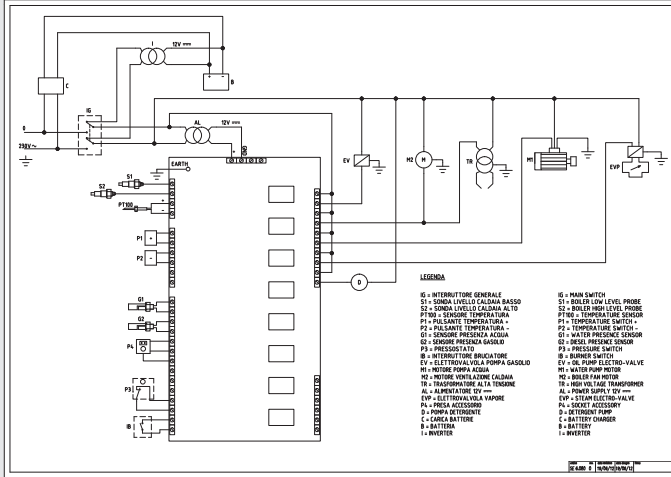 I
12V
C
B
IG
0
AL
12V
230V~
GND
+
EARTH
S1
S2
PT100
EV
M2
M
TR
M1
EVP
P1
P2
D
G1
G2
P4
P3
IB
LEGENDA
IG = INTERRUTTORE GENERALE
S1 = SONDA LIVELLO CALDAIA BASSO
S2 = SONDA LIVELLO CALDAIA ALTO
PT100 = SENSORE TEMPERATURA
P1 = PULSANTE TEMPERATURA +
P2 = PULSANTE TEMPERATURA -
G1 = SENSORE PRESENZA ACQUA
G2 = SENSORE PRESENZA GASOLIO
P3 = PRESSOSTATO
IB = INTERRUTTORE BRUCIATORE
EV = ELETTROVALVOLA POMPA GASOLIO
M1 = MOTORE POMPA ACQUA
M2 = MOTORE VENTILAZIONE CALDAIA
TR = TRASFORMATORE ALTA TENSIONE
AL = ALIMENTATORE 12V
EVP = ELETTROVALVOLA VAPORE
P4 = PRESA ACCESSORIO
D = POMPA DETERGENTE
C = CARICA BATTERIE
B = BATTERIA
I = INVERTER
IG = MAIN SWITCH
S1 = BOILER LOW LEVEL PROBE
S2 = BOILER HIGH LEVEL PROBE
PT100 = TEMPERATURE SENSOR
P1 = TEMPERATURE SWITCH +
P2 = TEMPERATURE SWITCH -
G1 = WATER PRESENCE SENSOR
G2 = DIESEL PRESENCE SENSOR
P3 = PRESSURE SWITCH
IB = BURNER SWITCH
EV = OIL PUMP ELECTRO-VALVE
M1 = WATER PUMP MOTOR
M2 = BOILER FAN MOTOR
TR = HIGH VOLTAGE TRANSFORMER
AL = POWER SUPPLY 12V
EVP = STEAM ELECTRO-VALVE
P4 = SOCKET ACCESSORY
D = DETERGENT PUMP
C = BATTERY CHARGER
B = BATTERY
I = INVERTER